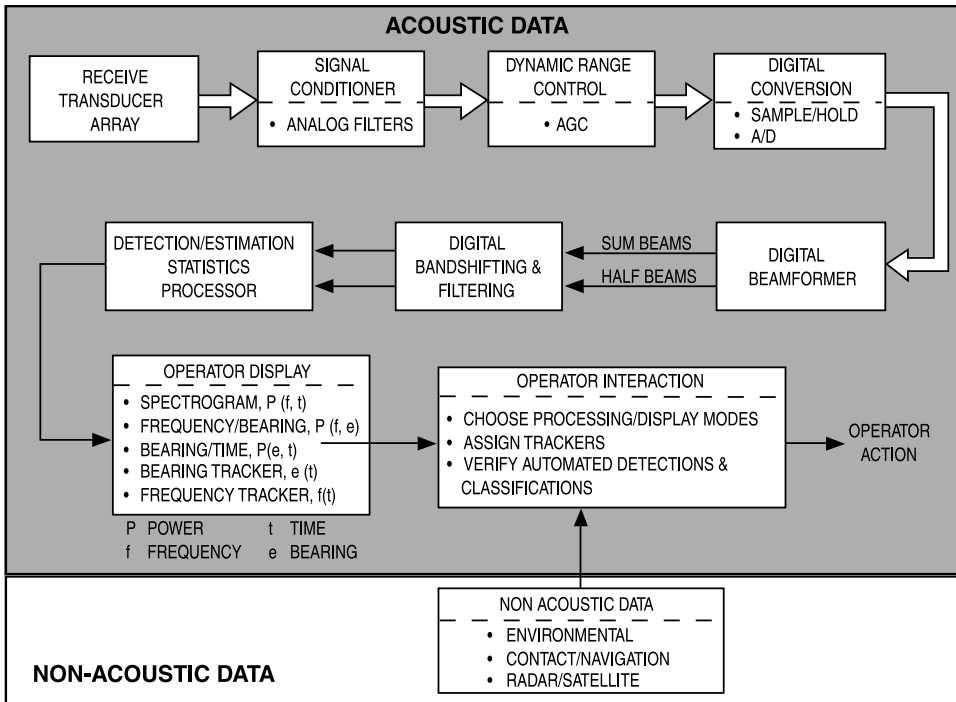 ACOUSTIC DATA
RECEIVE
TRANSDUCER
ARRAY
SIGNAL
CONDITIONER
• ANALOG FILTERS
DYNAMIC RANGE
CONTROL
• AGC
DIGITAL
CONVERSION
• SAMPLE/HOLD
• A/D
DETECTION/ESTIMATION
STATISTICS
PROCESSOR
DIGITAL
BANDSHIFTING &
FILTERING
SUM BEAMS
HALF BEAMS
DIGITAL
BEAMFORMER
OPERATOR DISPLAY
• SPECTROGRAM, P (f, t)
• FREQUENCY/BEARING, P (f, e)
• BEARING/TIME, P(e, t)
• BEARING TRACKER, e (t)
• FREQUENCY TRACKER, f(t)
P POWER t TIME
f FREQUENCY e BEARING
OPERATOR INTERACTION
• CHOOSE PROCESSING/DISPLAY MODES
• ASSIGN TRACKERS
• VERIFY AUTOMATED DETECTIONS &
CLASSIFICATIONS
OPERATOR
ACTION
NON ACOUSTIC DATA
• ENVIRONMENTAL
• CONTACT/NAVIGATION
• RADAR/SATELLITE
NON-ACOUSTIC DATA